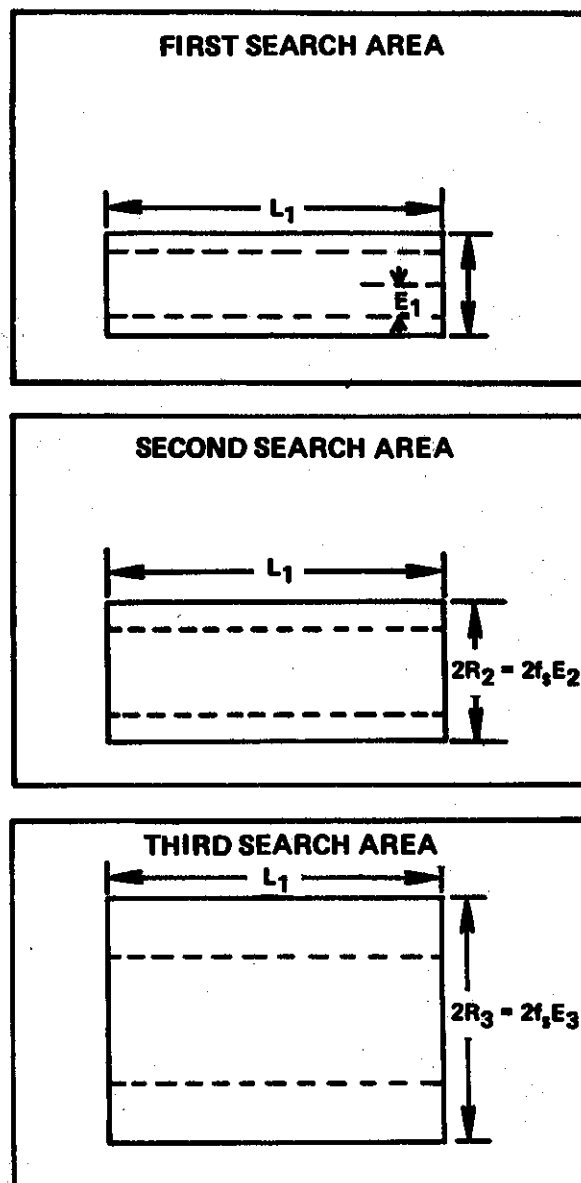 FIRST SEARCH AREA
L₁
E₁
SECOND SEARCH AREA
L₁
2R₂ = 2fₛE₂
THIRD SEARCH AREA
L₁
2R₃ = 2fₛE₃